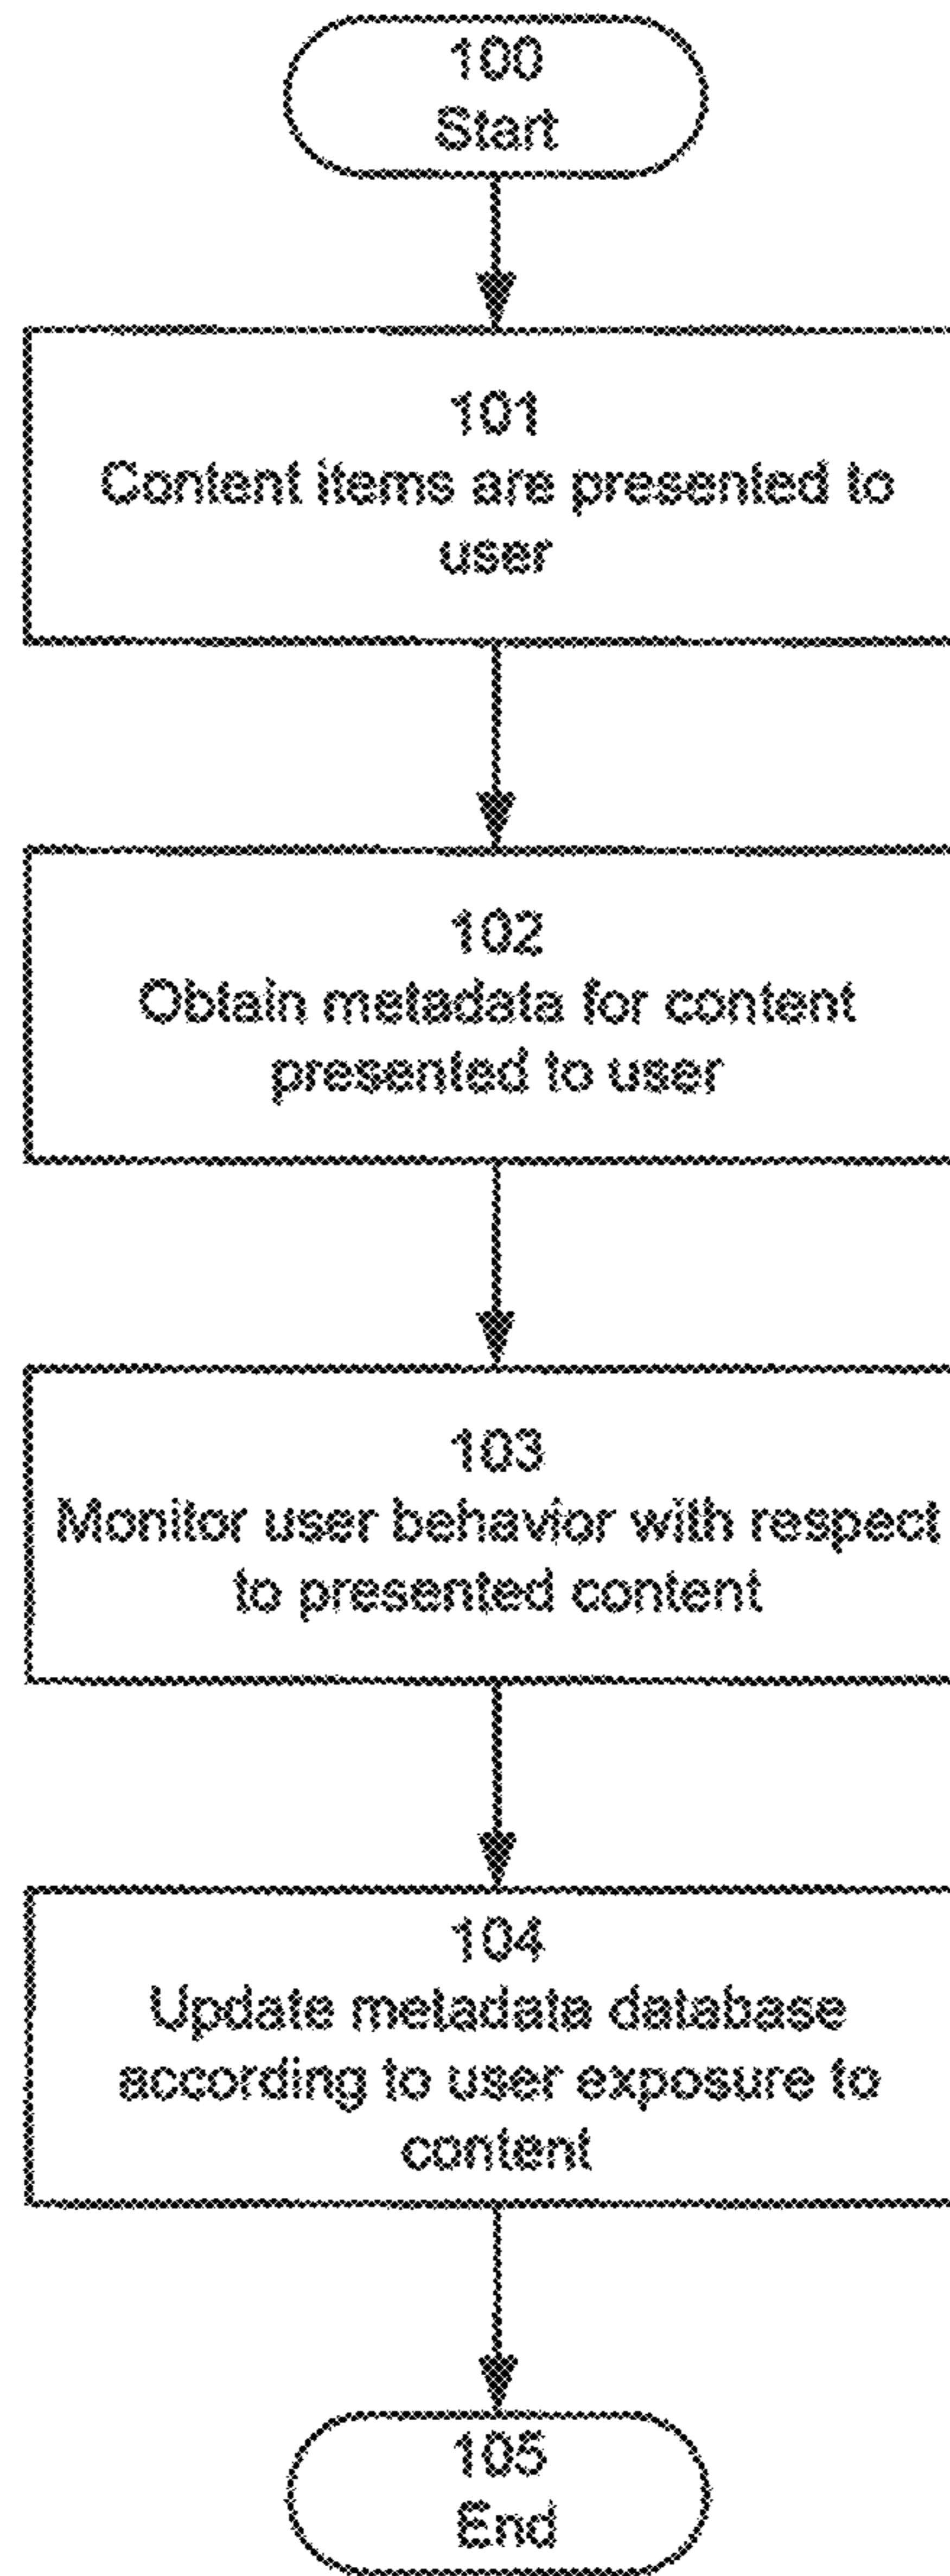 100
Start
101
Content items are presented to
user
102
Obtain metadata for content
presented to user
103
Monitor user behavior with respect
to presented content
104
Update metadate database
according to user exposure to
content
105
End